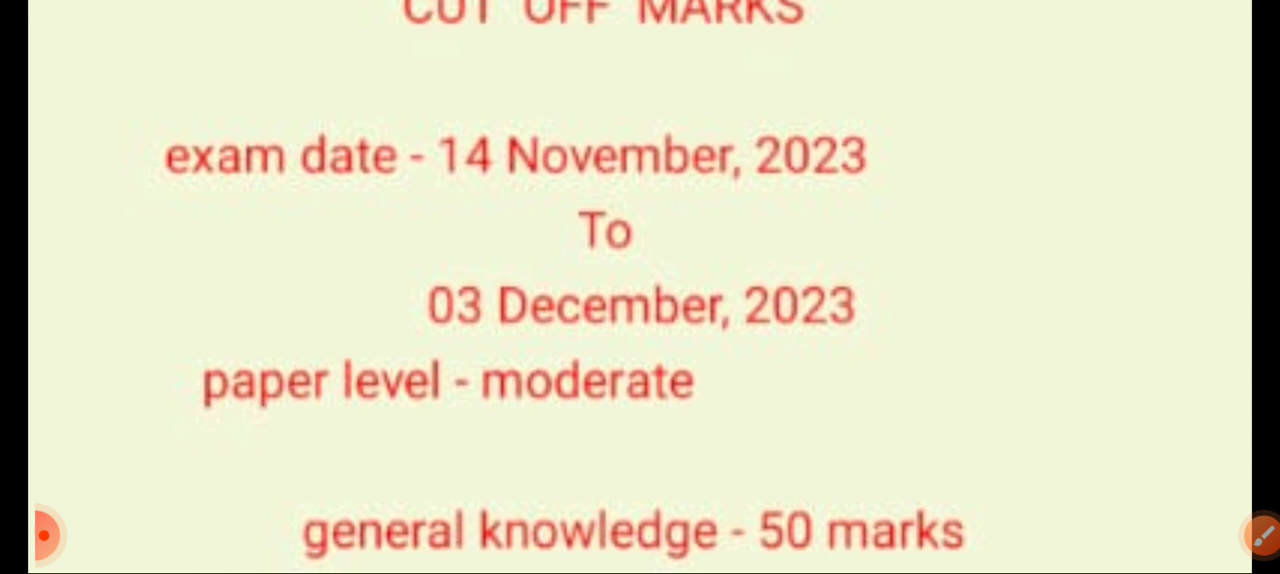 CUT OFF MARKS
exam date - 14 November, 2023
To
03 December, 2023
paper level - moderate
general knowledge - 50 marks